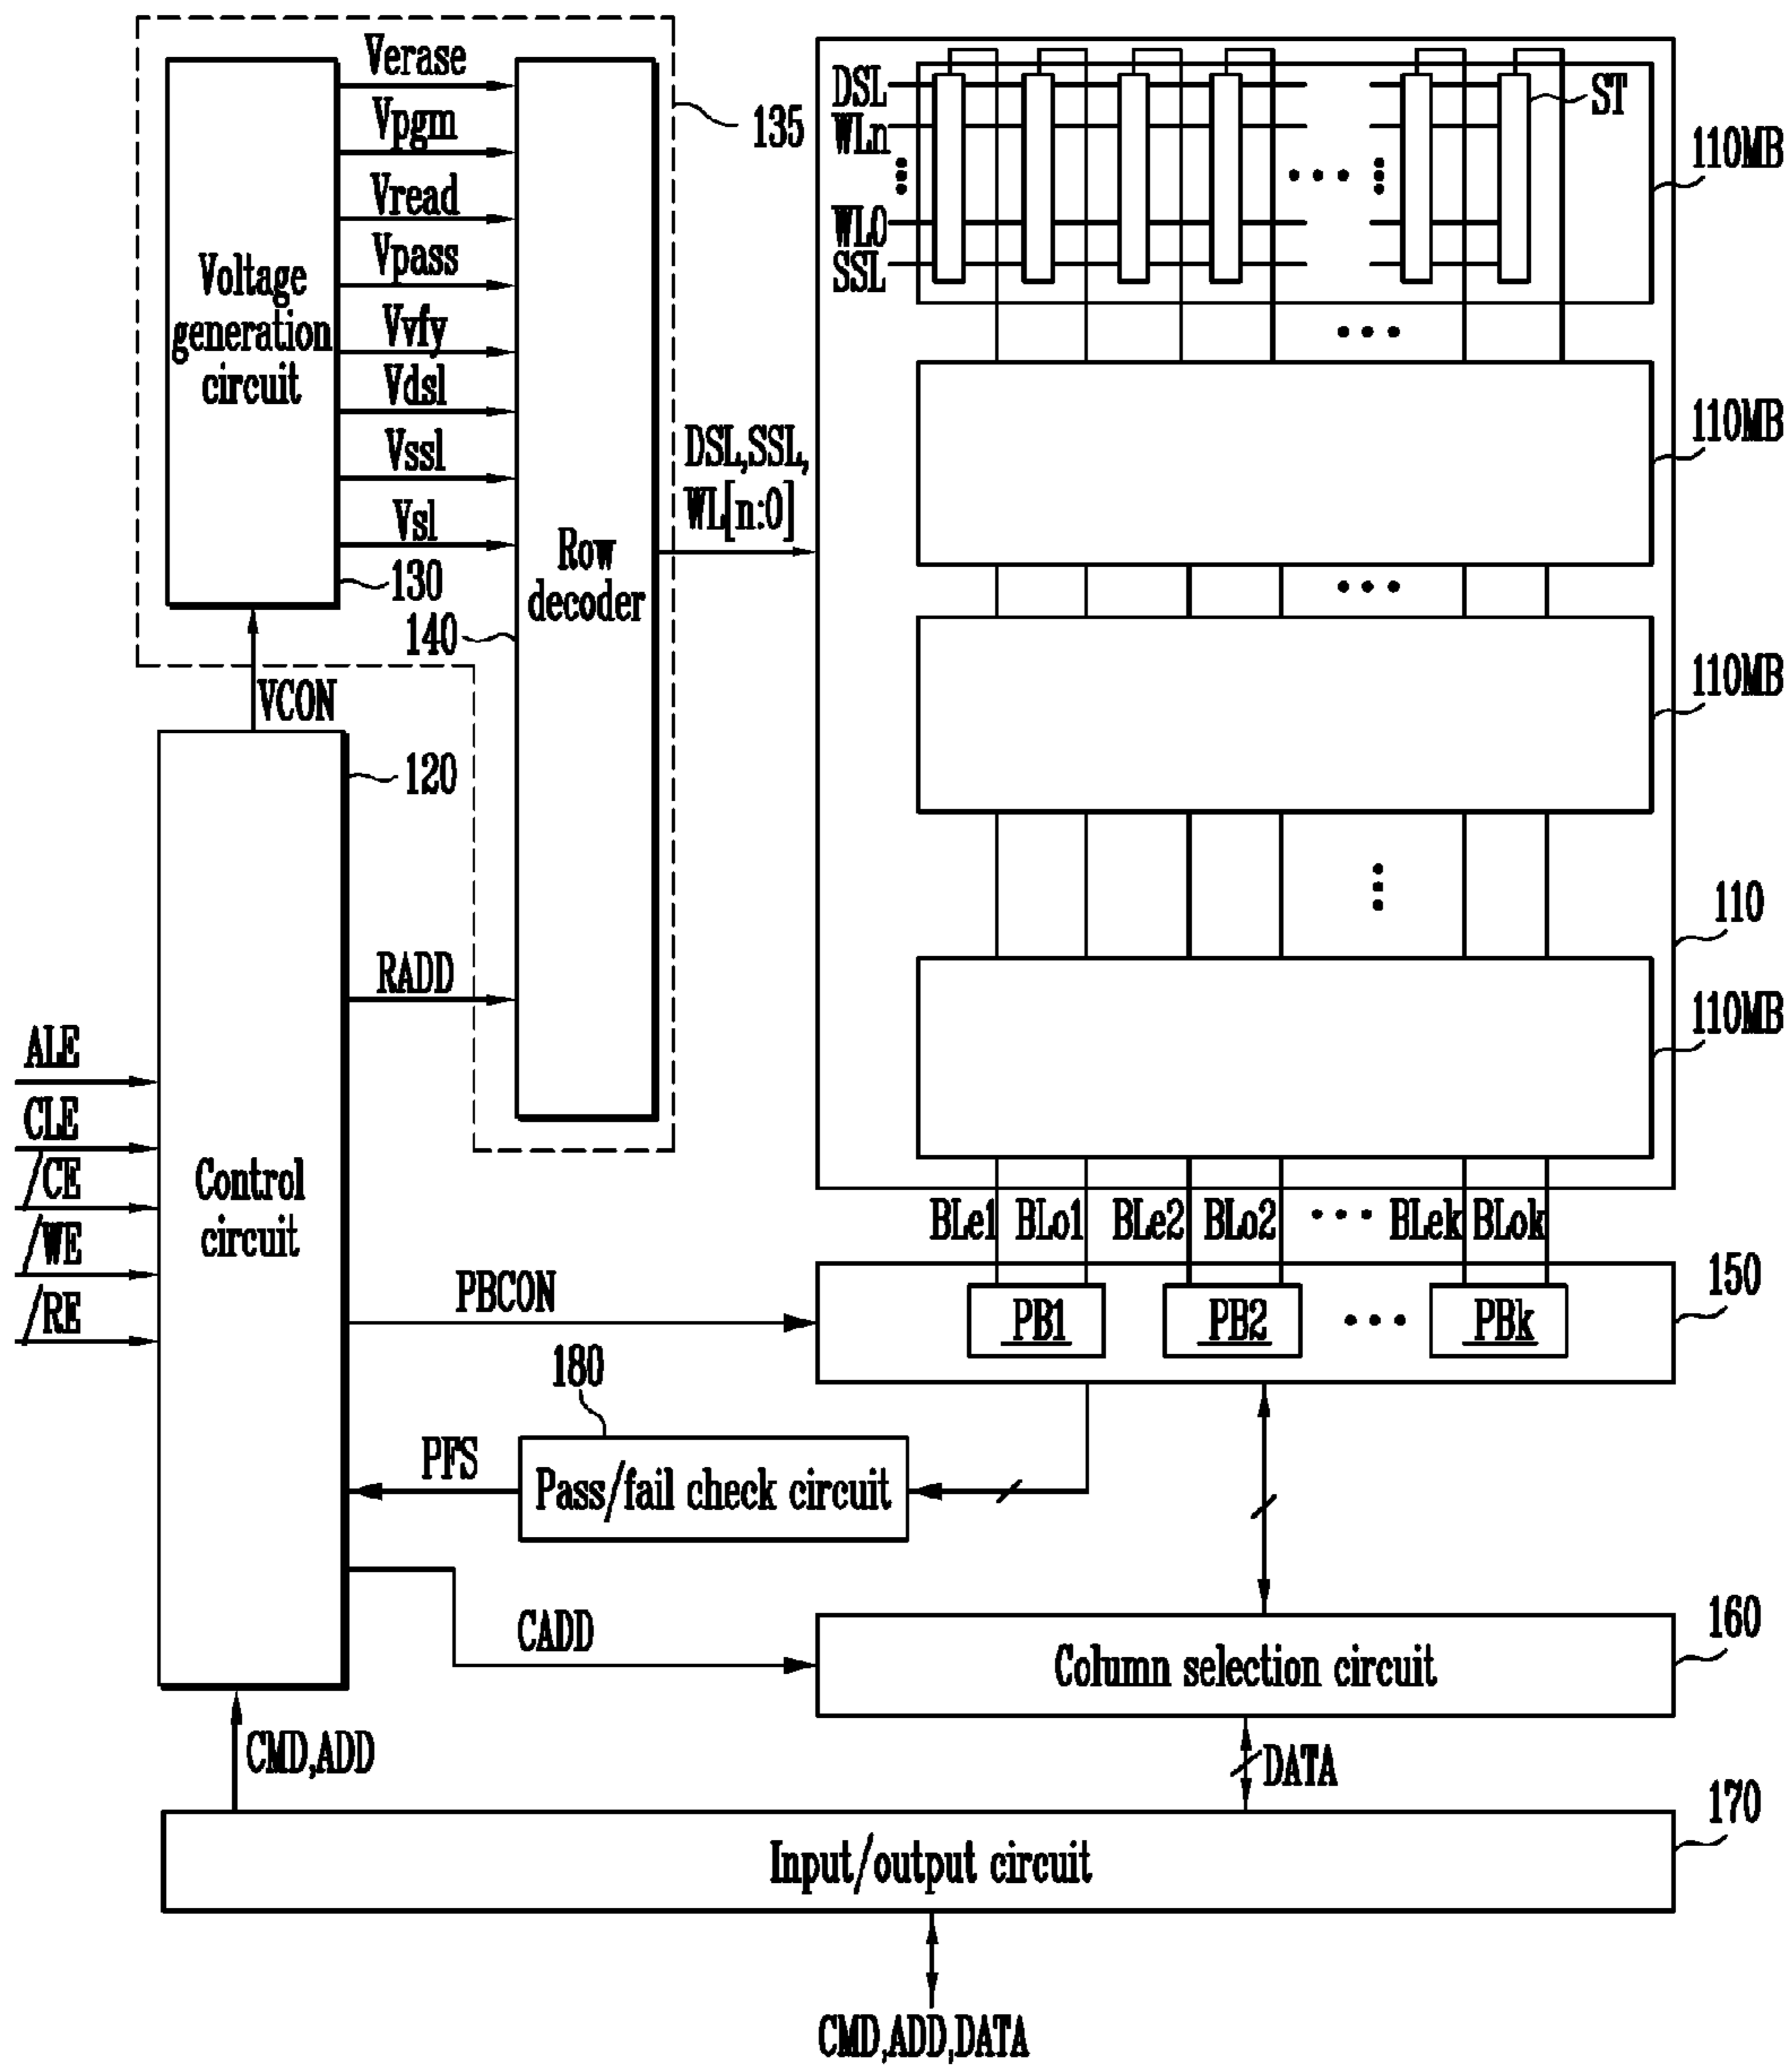 Verase
Vpgm
Vread
Vpass
Vvfy
Vdsl
Vssl
Vsl
Voltage
generation
circuit
130
135
Row
decoder
140
DSL,SSL,
WL[n:0]
DSL
WLn
WL0
SSL
ST
110MB
110MB
110MB
110MB
110
VCON
120
RADD
ALE
CLE
/CE
/WE
/RE
Control
circuit
BLe1
BLo1
BLe2
BLo2
BLek
BLok
PBCON
PB1
PB2
PBk
150
180
PFS
Pass/fail check circuit
CADD
Column selection circuit
160
CMD,ADD
DATA
Input/output circuit
170
CMD,ADD,DATA